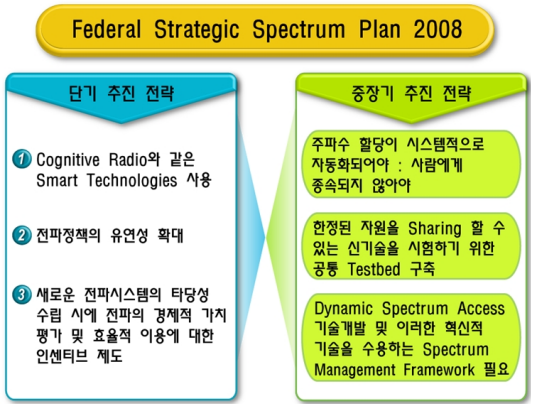 Federal Strategic Spectrum Plan 2008
단기 추진 전략
1 Cognitive Radio와 같은
Smart Technologies 사용
2 전파정책의 유연성 확대
3 새로운 전파시스템의 타당성
수립 시에 전파의 경제적 가치
평가 및 효율적 이용에 대한
인센티브 제도
중장기 추진 전략
주파수 할당이 시스템적으로
자동화되어야 : 사람에게
종속되지 않아야
한정된 자원을 Sharing 할 수
있는 신기술을 시험하기 위한
공통 Testbed 구축
Dynamic Spectrum Access
기술개발 및 이러한 혁신적
기술을 수용하는 Spectrum
Management Framework 필요